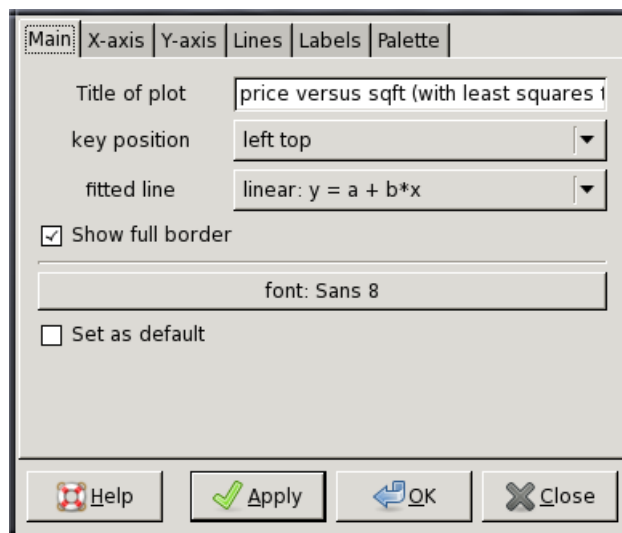 Main X-axis Y-axis Lines Labels Palette
Title of plot price versus sqft (with least squares
key position left top
fitted line linear: y = a + b*x
Show full border
font: Sans 8
Set as default
Help Apply OK Close